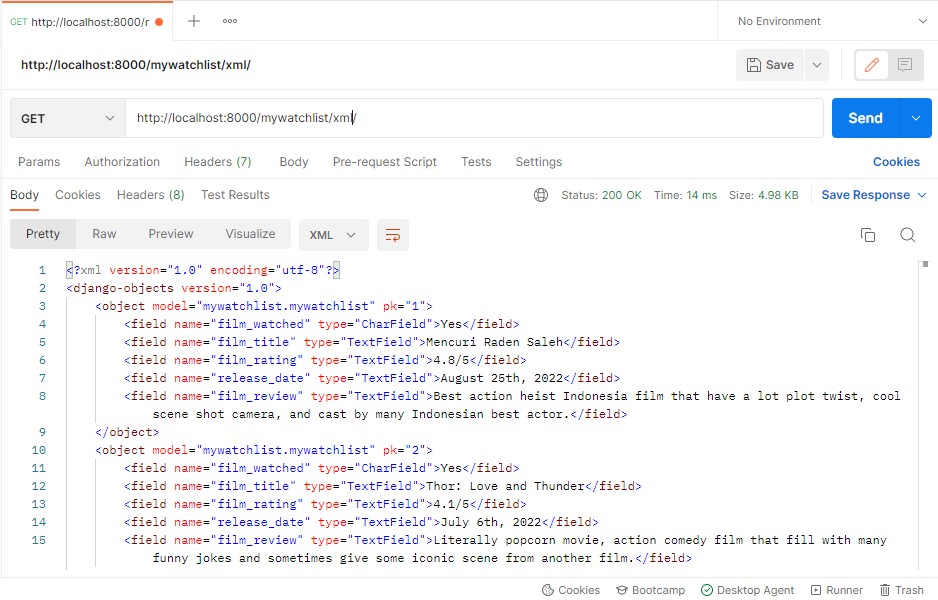 GET http://localhost:8000/r
No Environment
http://localhost:8000/mywatchlist/xml/
Save
GET
http://localhost:8000/mywatchlist/xml/
Send
Params Authorization Headers (7) Body Pre-request Script Tests Settings Cookies
Body Cookies Headers (8) Test Results Status: 200 OK Time: 14 ms Size: 4.98 KB Save Response
Pretty Raw Preview Visualize XML
1 <?xml version="1.0" encoding="utf-8"?>
2 <django-objects version="1.0">
3 <object model="mywatchlist.mywatchlist" pk="1">
4 <field name="film_watched" type="CharField">Yes</field>
5 <field name="film_title" type="TextField">Mencuri Raden Saleh</field>
6 <field name="film_rating" type="TextField">4.8/5</field>
7 <field name="release_date" type="TextField">August 25th, 2022</field>
8 <field name="film_review" type="TextField">Best action heist Indonesia film that have a lot plot twist, cool
scene shot camera, and cast by many Indonesian best actor.</field>
9 </object>
10 <object model="mywatchlist.mywatchlist" pk="2">
11 <field name="film_watched" type="CharField">Yes</field>
12 <field name="film_title" type="TextField">Thor: Love and Thunder</field>
13 <field name="film_rating" type="TextField">4.1/5</field>
14 <field name="release_date" type="TextField">July 6th, 2022</field>
15 <field name="film_review" type="TextField">Literally popcorn movie, action comedy film that fill with many
funny jokes and sometimes give some iconic scene from another film.</field>
Cookies Bootcamp Desktop Agent Runner Trash